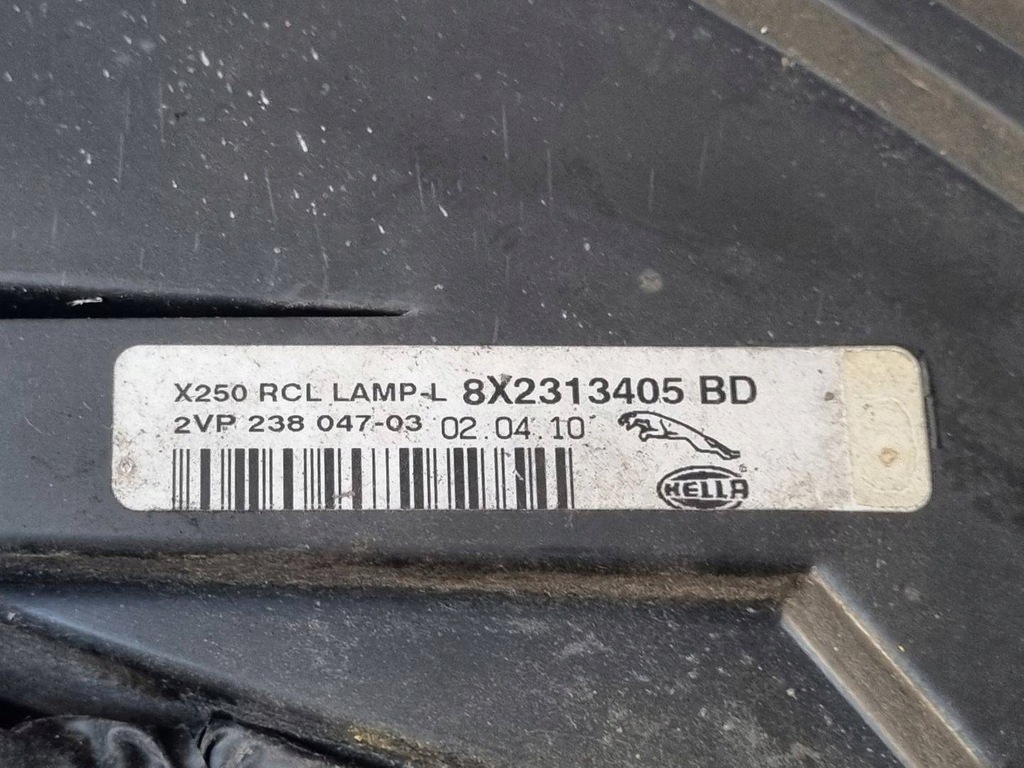 X250 RCL LAMP-L 8X2313405 BD
2VP 238 047-03 02.04.10
HELLA